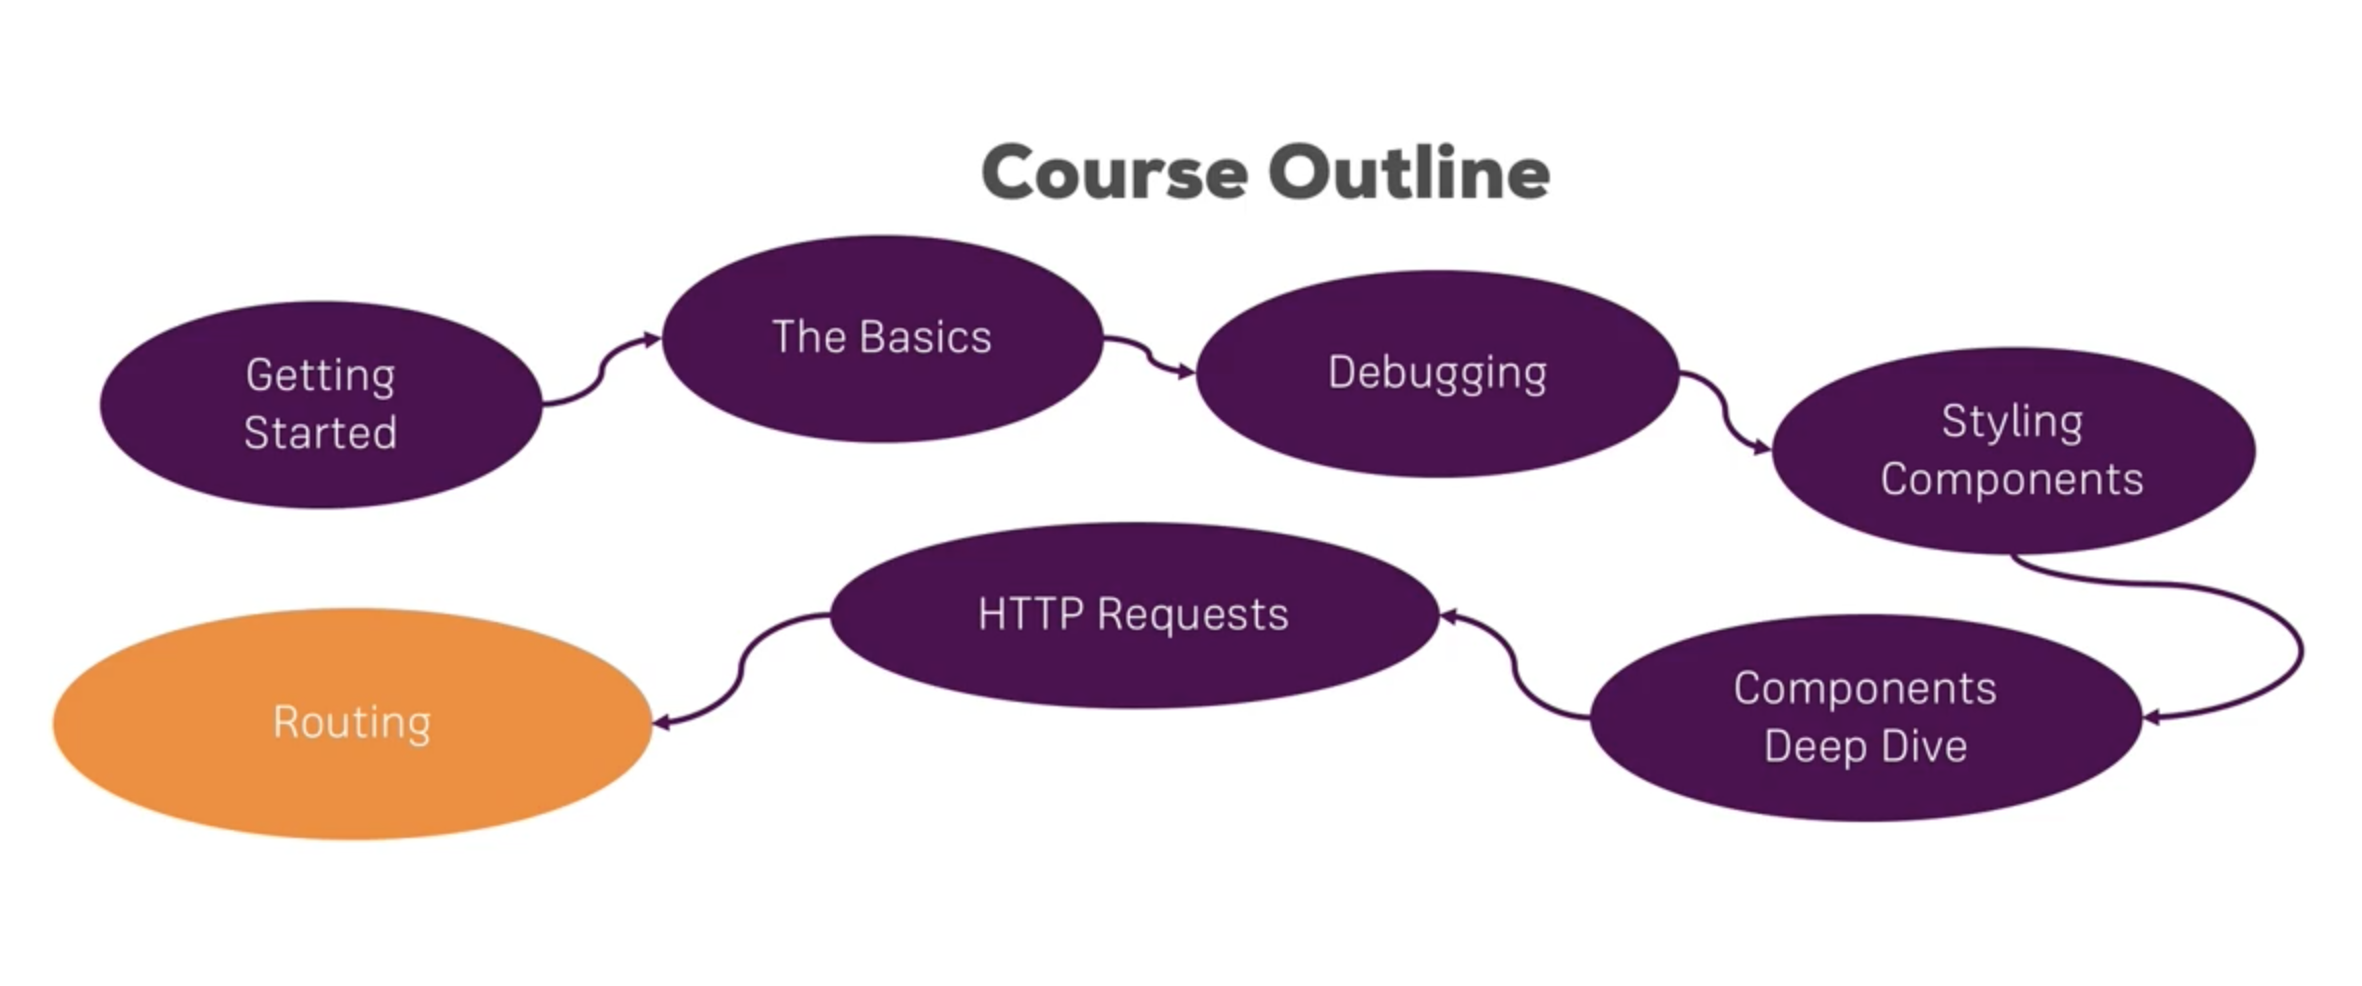 Course Outline
Getting
Started
The Basics
Debugging
Styling
Components
Components
Deep Dive
HTTP Requests
Routing